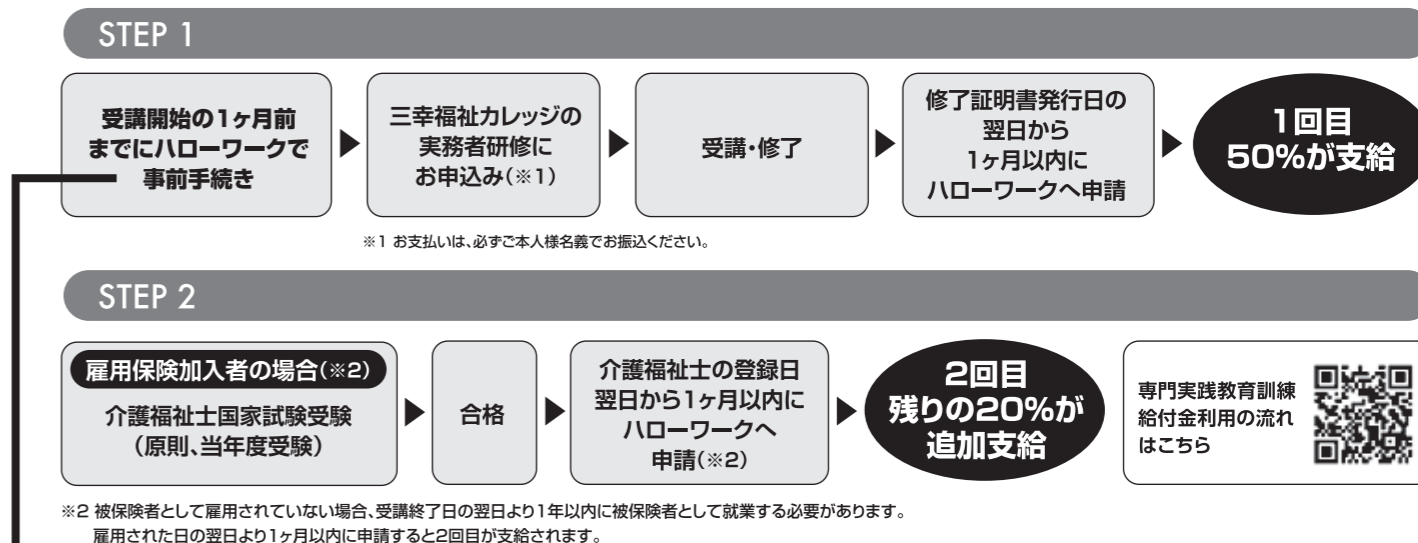 STEP 1
受講開始の1ヶ月前
までにハローワークで
事前手続き
三幸福祉カレッジの
実務者研修に
お申込み(※1)
受講・修了
修了証明書発行日の
翌日から
1ヶ月以内に
ハローワークへ申請
1回目
50%が支給
※1 お支払いは、必ずご本人様名義でお振込ください。
STEP 2
雇用保険加入者の場合(※2)
介護福祉士国家試験受験
(原則、当年度受験)
合格
介護福祉士の登録日
翌日から1ヶ月以内に
ハローワークへ
申請(※2)
2回目
残りの20%が
追加支給
専門実践教育訓練
給付金利用の流れ
はこちら
※2 被保険者として雇用されていない場合、受講終了日の翌日より1年以内に被保険者として就業する必要があります。
雇用された日の翌日より1ヶ月以内に申請すると2回目が支給されます。